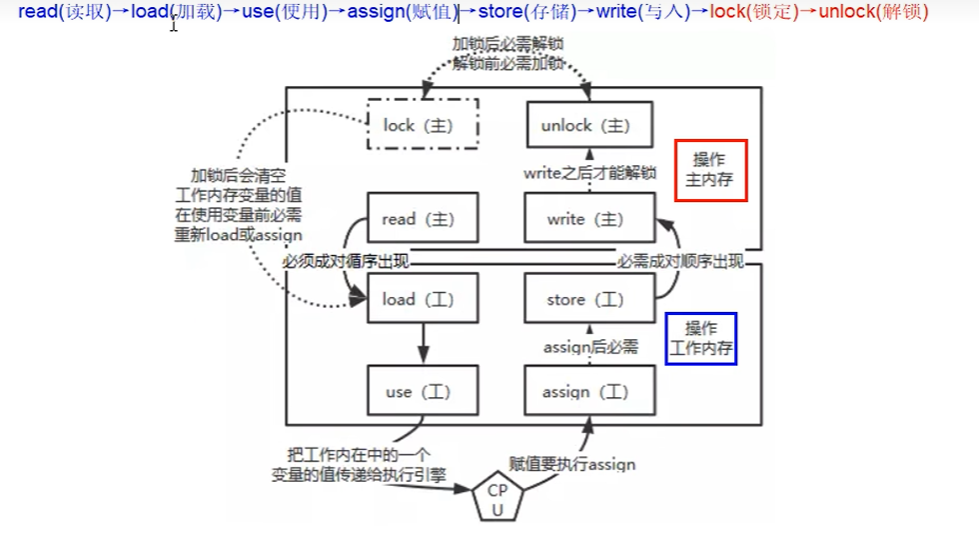 read(读取)→load(加载)→use(使用)→assign(赋值)→store(存储)→write(写入)→lock(锁定)→unlock(解锁)
加锁后必需解锁
解锁前必需加锁
lock（主）
unlock（主）
操作
主内存
write之后才能解锁
加锁后会清空
工作内存变量的值
在使用变量前必需
重新load或assign
read（主）
write（主）
必须成对循序出现
必需成对顺序出现
load（工）
store（工）
操作
工作内存
assign后必需
use（工）
assign（工）
把工作内在中的一个
变量的值传递给执行引擎
赋值要执行assign
CP
U